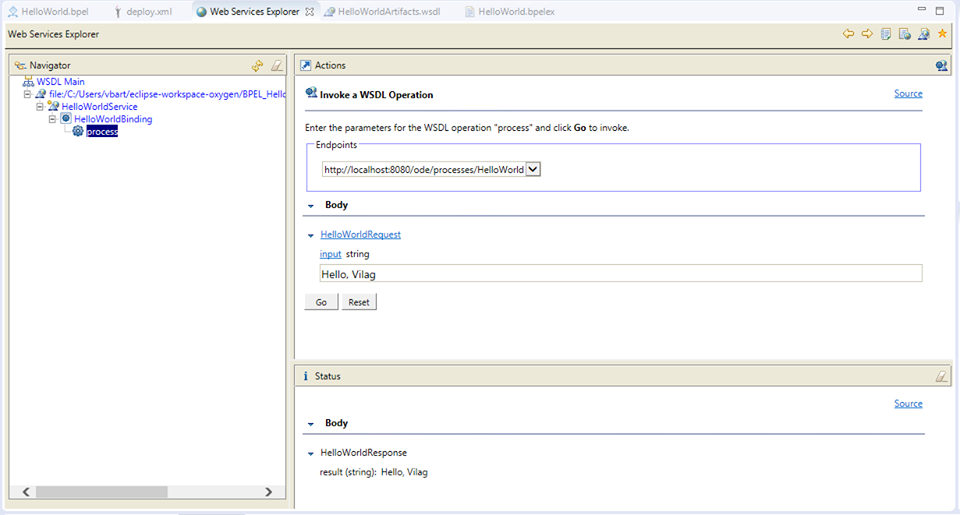 HelloWorld.bpel deploy.xml Web Services Explorer HelloWorldArtifacts.wsdl HelloWorld.bpelex
Web Services Explorer
Navigator
WSDL Main
file:/C:/Users/vbart/eclipse-workspace-oxygen/BPEL_Hello
HelloWorldService
HelloWorldBinding
process
Actions
Invoke a WSDL Operation Source
Enter the parameters for the WSDL operation "process" and click Go to invoke.
Endpoints
http://localhost:8080/ode/processes/HelloWorld
Body
HelloWorldRequest
input string
Hello, Vilag
Go Reset
i Status
Source
Body
HelloWorldResponse
result (string): Hello, Vilag